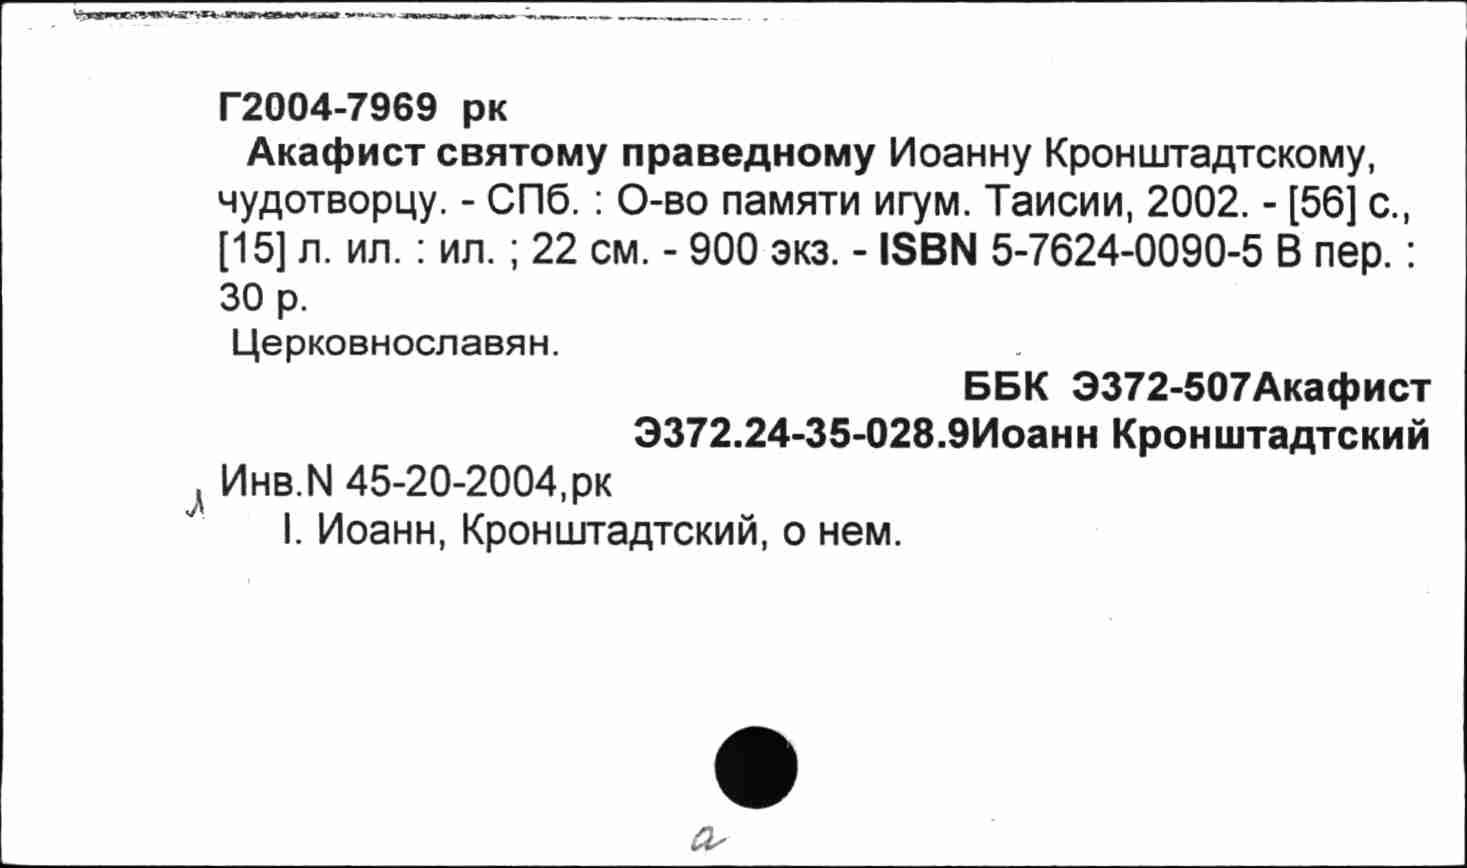 Г2004-7969 рк
Акафист святому праведному Иоанну Кронштадтскому,
чудотворцу. - СПб. : О-во памяти игум. Таисии, 2002. - [56] с.,
[15] л. ил. : ил. ; 22 см. - 900 экз. - ISBN 5-7624-0090-5 В пер. :
30 р.
Церковнославян.
ББК Э372-507Акафист
Э372.24-35-028.9Иоанн Кронштадтский
Инв.N 45-20-2004,рк
I. Иоанн, Кронштадтский, о нем.
а